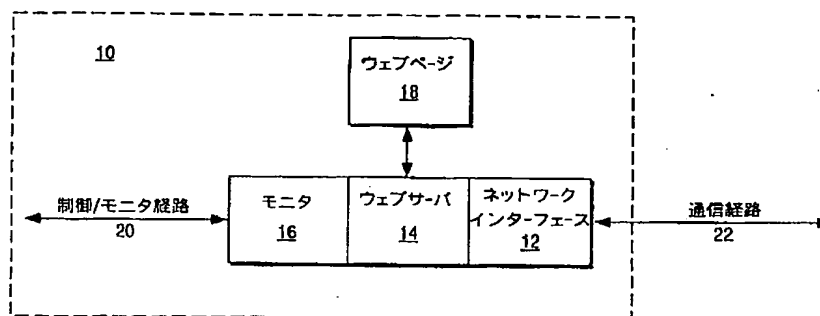 10
ウェブページ
18
制御/モニタ経路
20
モニタ
16
ウェブサーバ
14
ネットワーク
インターフェース
12
通信経路
22